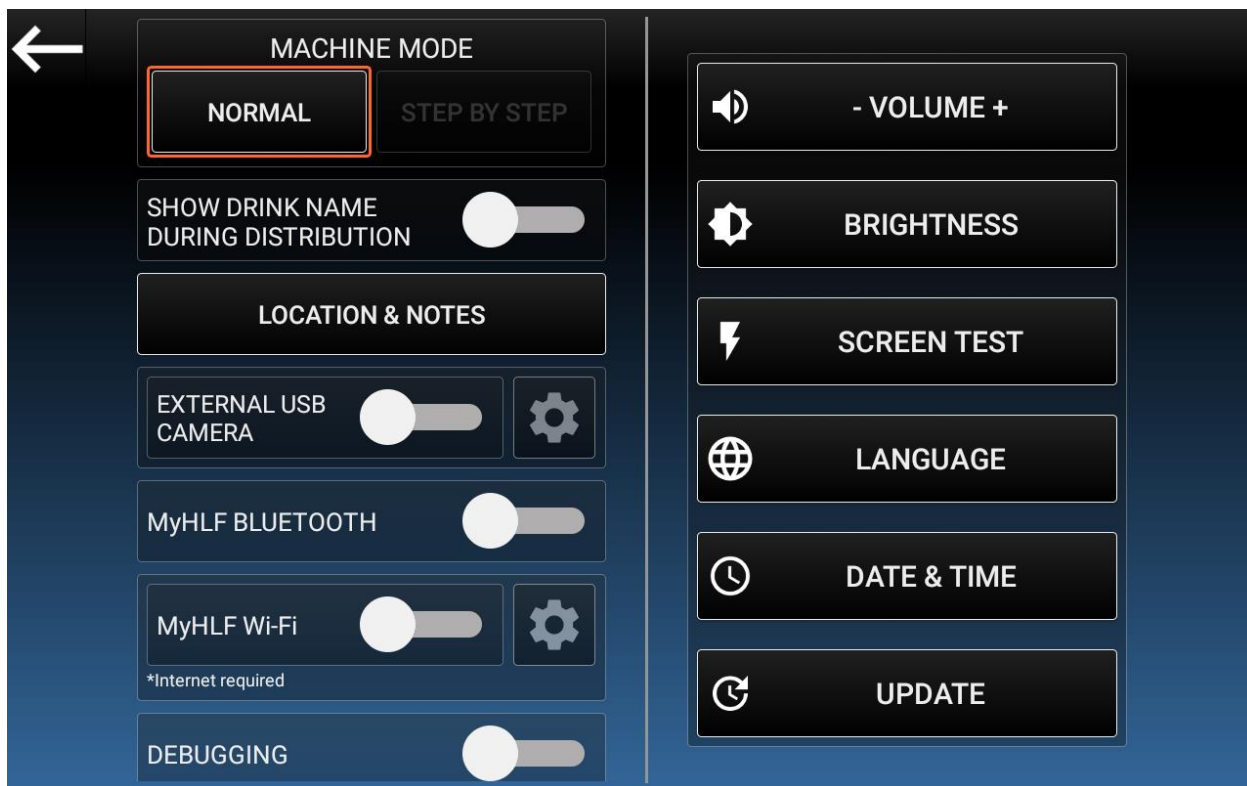 MACHINE MODE
NORMAL
STEP BY STEP
SHOW DRINK NAME
DURING DISTRIBUTION
LOCATION & NOTES
EXTERNAL USB
CAMERA
MyHLF BLUETOOTH
MyHLF Wi-Fi
*Internet required
DEBUGGING
- VOLUME +
BRIGHTNESS
SCREEN TEST
LANGUAGE
DATE & TIME
UPDATE